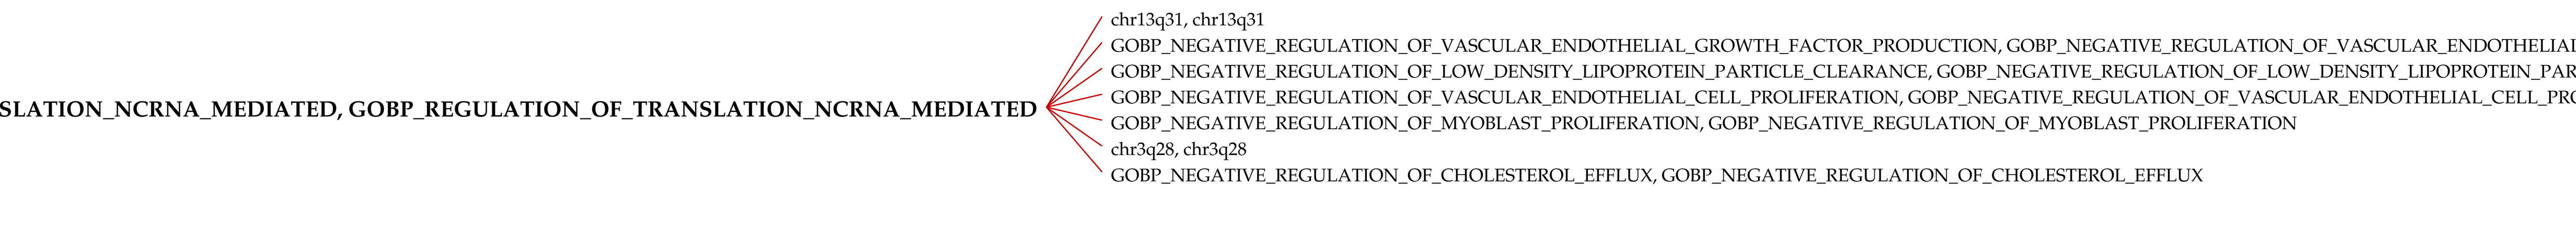 chr13q31, chr13q31
GOBP_NEGATIVE_REGULATION_OF_VASCULAR_ENDOTHELIAL_GROWTH_FACTOR_PRODUCTION, GOBP_NEGATIVE_REGULATION_OF_VASCULAR_ENDOTHELIAL
GOBP_NEGATIVE_REGULATION_OF_LOW_DENSITY_LIPOPROTEIN_PARTICLE_CLEARANCE, GOBP_NEGATIVE_REGULATION_OF_LOW_DENSITY_LIPOPROTEIN_PAR
GOBP_NEGATIVE_REGULATION_OF_VASCULAR_ENDOTHELIAL_CELL_PROLIFERATION, GOBP_NEGATIVE_REGULATION_OF_VASCULAR_ENDOTHELIAL_CELL_PRO
SLATION_NCRNA_MEDIATED, GOBP_REGULATION_OF_TRANSLATION_NCRNA_MEDIATED
GOBP_NEGATIVE_REGULATION_OF_MYOBLAST_PROLIFERATION, GOBP_NEGATIVE_REGULATION_OF_MYOBLAST_PROLIFERATION
chr3q28, chr3q28
GOBP_NEGATIVE_REGULATION_OF_CHOLESTEROL_EFFLUX, GOBP_NEGATIVE_REGULATION_OF_CHOLESTEROL_EFFLUX